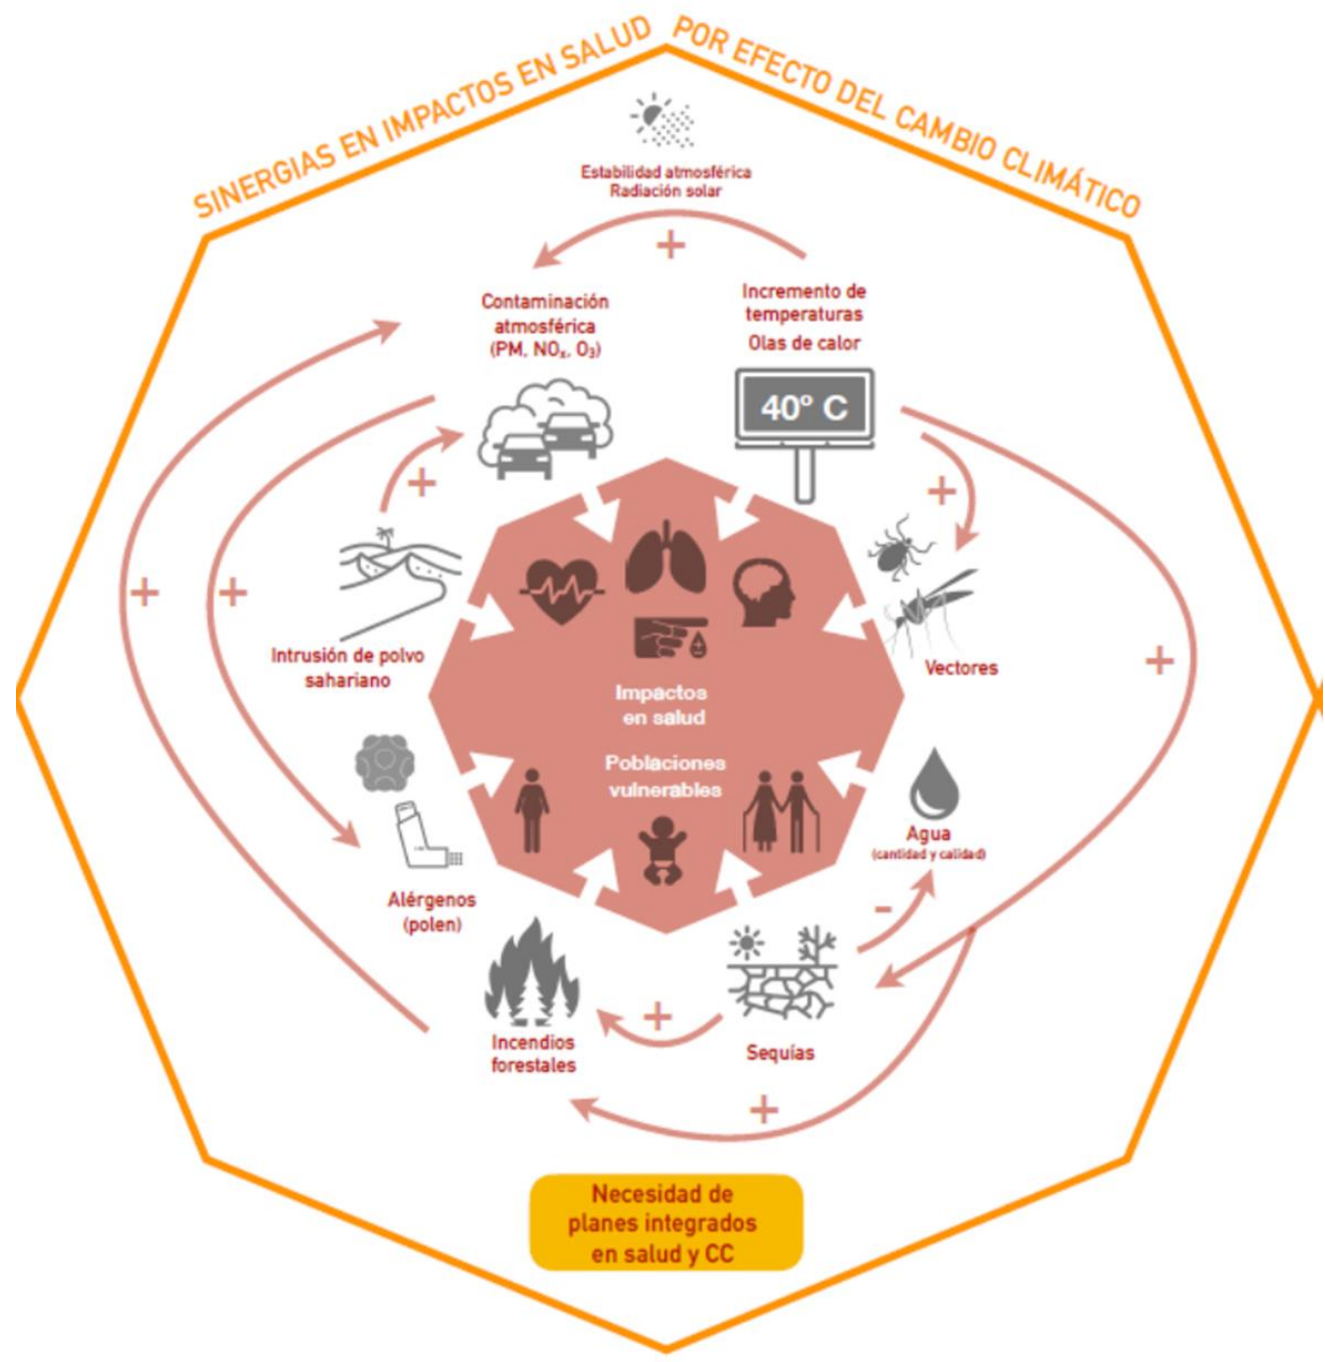 SINERGIAS EN IMPACTOS EN SALUD
POR EFECTO DEL CAMBIO CLIMÁTICO
Estabilidad atmosférica
Radiación solar
+
Contaminación
atmosférica
(PM, NOₓ, O₃)
Incremento de
temperaturas
Olas de calor
40º C
+
+
+
+
+
Intrusión de polvo
sahariano
Vectores
Impactos
en salud
Poblaciones
vulnerables
Agua
(cantidad y calidad)
-
Alérgenos
(polen)
Incendios
forestales
+
Sequías
+
Necesidad de
planes integrados
en salud y CC